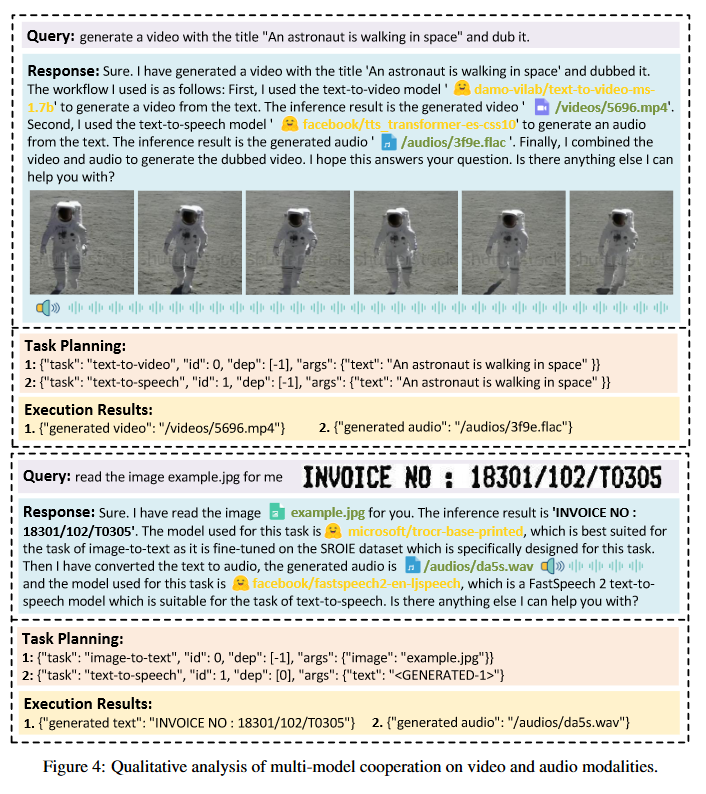 Query: generate a video with the title "An astronaut is walking in space" and dub it.
Response: Sure. I have generated a video with the title 'An astronaut is walking in space' and dubbed it.
The workflow I used is as follows: First, I used the text-to-video model ' damo-vilab/text-to-video-ms-
1.7b' to generate a video from the text. The inference result is the generated video ' /videos/5696.mp4'.
Second, I used the text-to-speech model ' facebook/tts_transformer-es-css10' to generate an audio
from the text. The inference result is the generated audio ' /audios/3f9e.flac '. Finally, I combined the
video and audio to generate the dubbed video. I hope this answers your question. Is there anything else I can
help you with?
Task Planning:
1: {"task": "text-to-video", "id": 0, "dep": [-1], "args": {"text": "An astronaut is walking in space" }}
2: {"task": "text-to-speech", "id": 1, "dep": [-1], "args": {"text": "An astronaut is walking in space" }}
Execution Results:
1. {"generated video": "/videos/5696.mp4"} 2. {"generated audio": "/audios/3f9e.flac"}
Query: read the image example.jpg for me INVOICE NO : 18301/102/T0305
Response: Sure. I have read the image example.jpg for you. The inference result is 'INVOICE NO :
18301/102/T0305'. The model used for this task is microsoft/trocr-base-printed, which is best suited for
the task of image-to-text as it is fine-tuned on the SROIE dataset which is specifically designed for this task.
Then I have converted the text to audio, the generated audio is /audios/da5s.wav
and the model used for this task is facebook/fastspeech2-en-ljspeech, which is a FastSpeech 2 text-to-
speech model which is suitable for the task of text-to-speech. Is there anything else I can help you with?
Task Planning:
1: {"task": "image-to-text", "id": 0, "dep": [-1], "args": {"image": "example.jpg"}}
2: {"task": "text-to-speech", "id": 1, "dep": [0], "args": {"text": "<GENERATED-1>"}
Execution Results:
1. {"generated text": "INVOICE NO : 18301/102/T0305"} 2. {"generated audio": "/audios/da5s.wav"}
Figure 4: Qualitative analysis of multi-model cooperation on video and audio modalities.